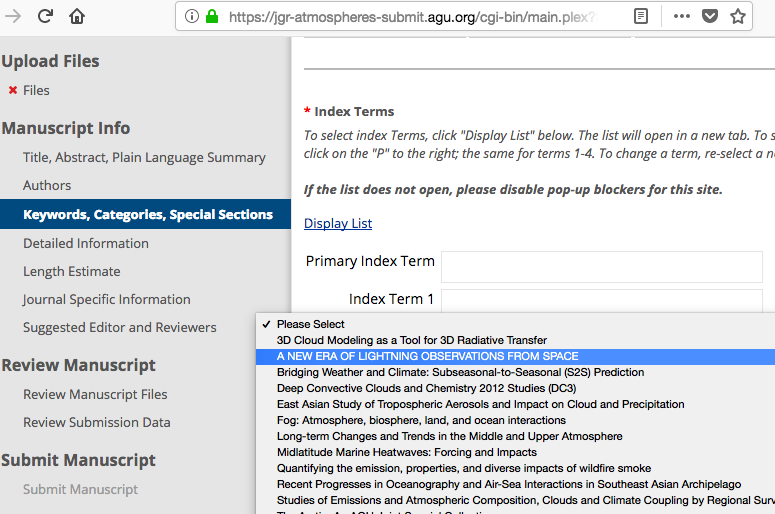 https://jgr-atmospheres-submit.agu.org/cgi-bin/main.plex?
Upload Files
Files
Manuscript Info
Title, Abstract, Plain Language Summary
Authors
Keywords, Categories, Special Sections
Detailed Information
Length Estimate
Journal Specific Information
Suggested Editor and Reviewers
Review Manuscript
Review Manuscript Files
Review Submission Data
Submit Manuscript
Submit Manuscript
* Index Terms
To select index Terms, click "Display List" below. The list will open in a new tab. To s
click on the "P" to the right; the same for terms 1-4. To change a term, re-select a n
If the list does not open, please disable pop-up blockers for this site.
Display List
Primary Index Term
Index Term 1
✓ Please Select
3D Cloud Modeling as a Tool for 3D Radiative Transfer
A NEW ERA OF LIGHTNING OBSERVATIONS FROM SPACE
Bridging Weather and Climate: Subseasonal-to-Seasonal (S2S) Prediction
Deep Convective Clouds and Chemistry 2012 Studies (DC3)
East Asian Study of Tropospheric Aerosols and Impact on Cloud and Precipitation
Fog: Atmosphere, biosphere, land, and ocean interactions
Long-term Changes and Trends in the Middle and Upper Atmosphere
Midlatitude Marine Heatwaves: Forcing and Impacts
Quantifying the emission, properties, and diverse impacts of wildfire smoke
Recent Progresses in Oceanography and Air-Sea Interactions in Southeast Asian Archipelago
Studies of Emissions and Atmospheric Composition, Clouds and Climate Coupling by Regional Surv